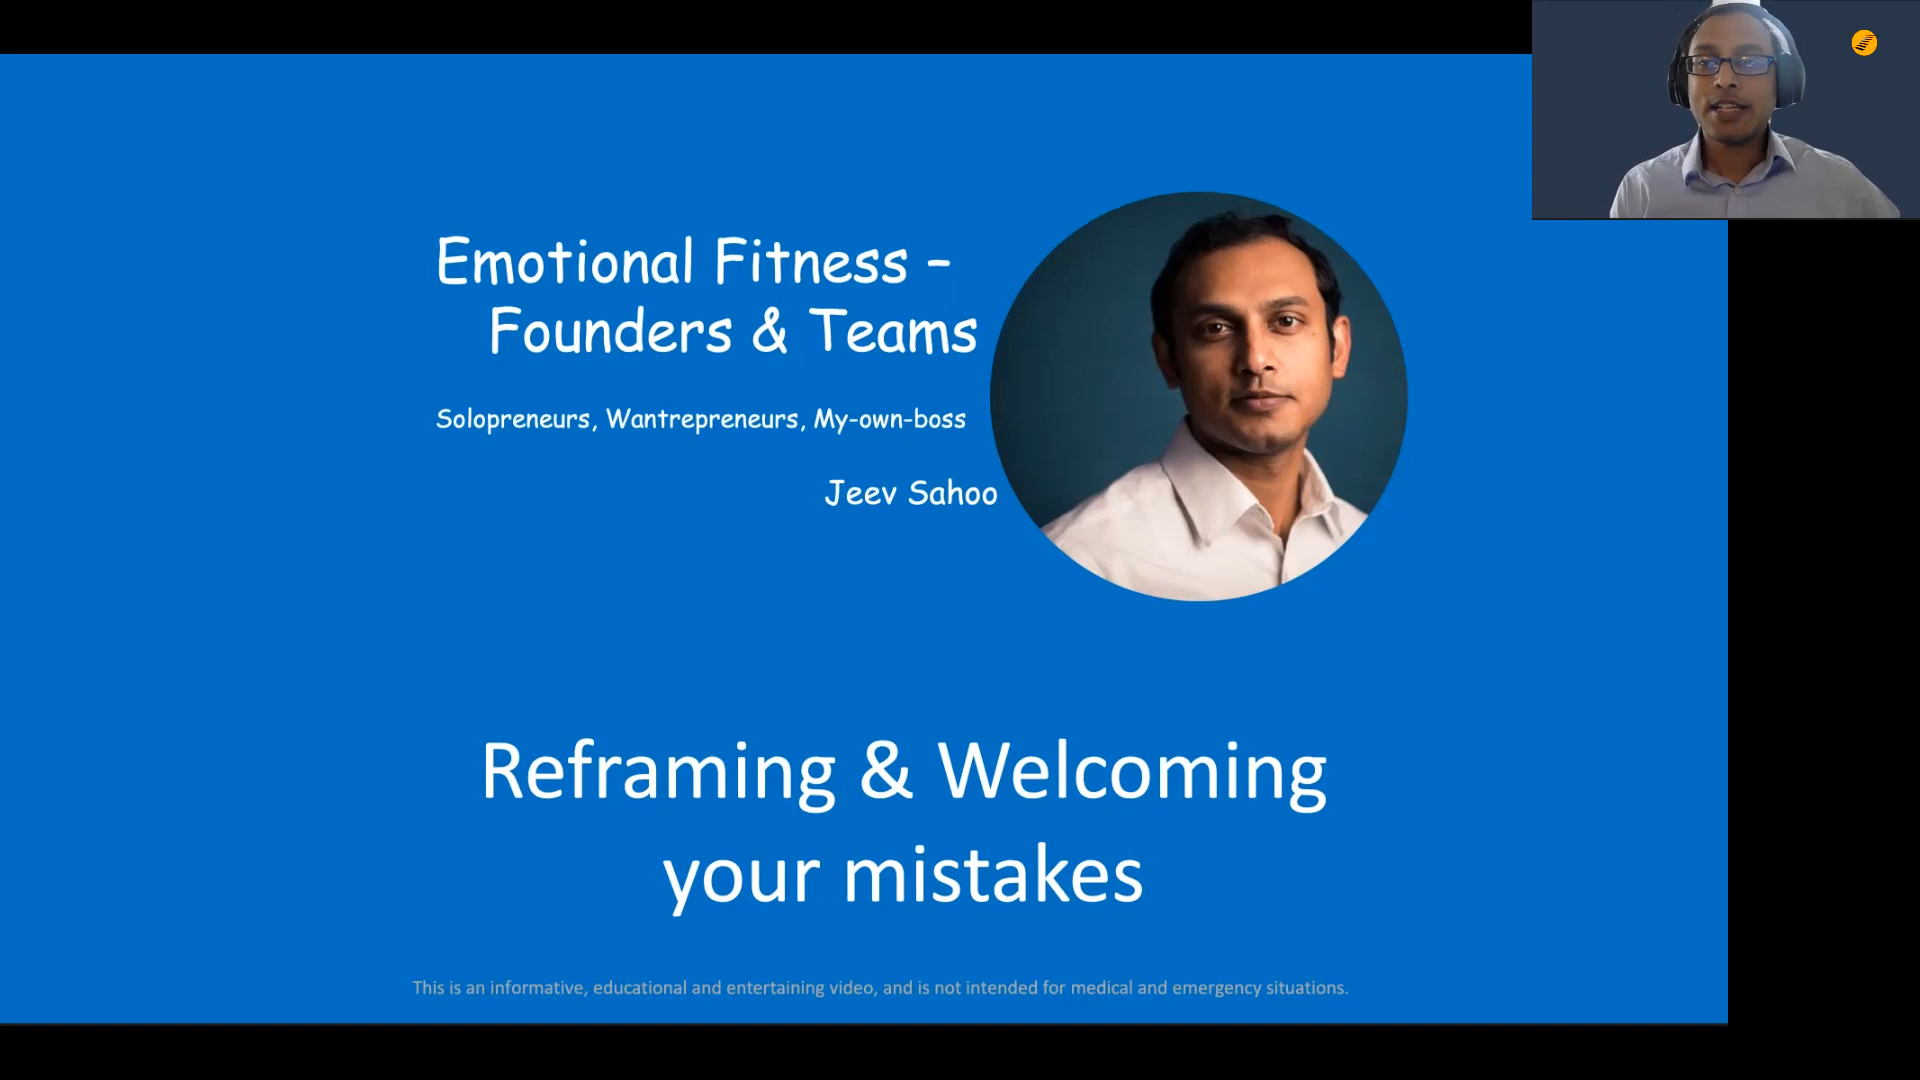 Emotional Fitness –
Founders & Teams
Solopreneurs, Wantrepreneurs, My-own-boss
Jeev Sahoo
Reframing & Welcoming
your mistakes
This is an informative, educational and entertaining video, and is not intended for medical and emergency situations.